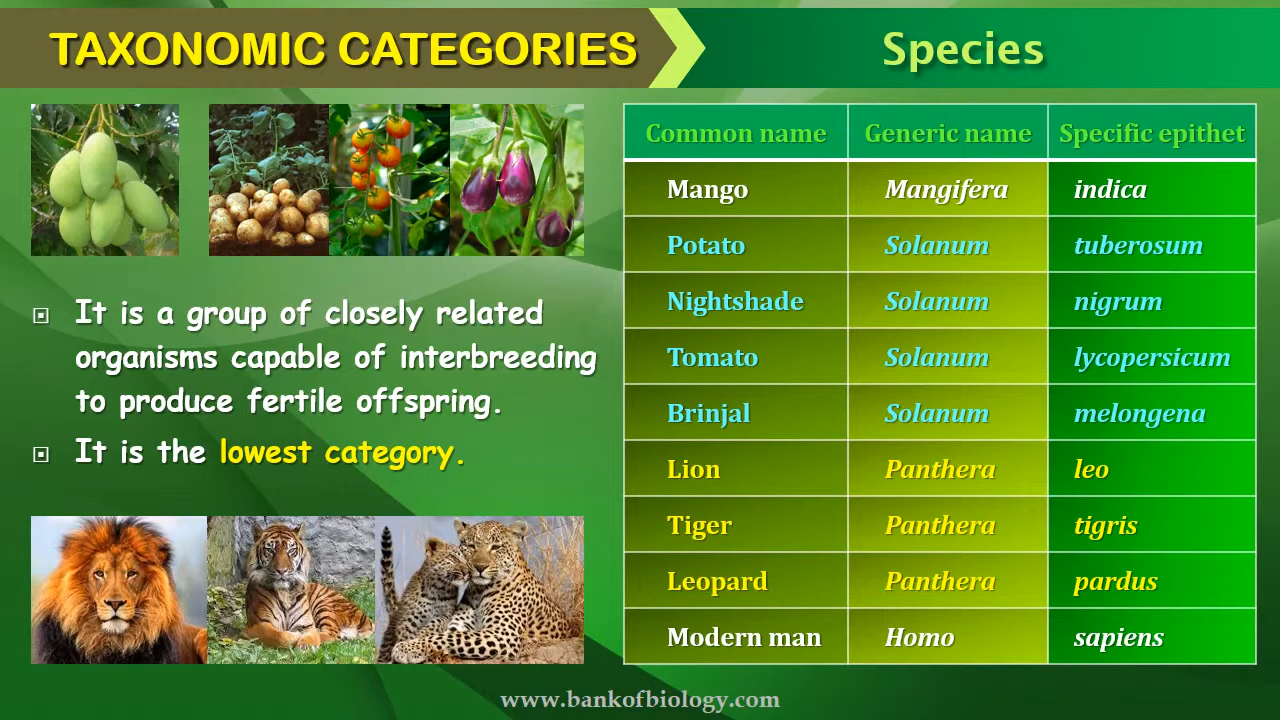 TAXONOMIC CATEGORIES
Species
It is a group of closely related
organisms capable of interbreeding
to produce fertile offspring.
It is the lowest category.
Common name Generic name Specific epithet
Mango Mangifera indica
Potato Solanum tuberosum
Nightshade Solanum nigrum
Tomato Solanum lycopersicum
Brinjal Solanum melongena
Lion Panthera leo
Tiger Panthera tigris
Leopard Panthera pardus
Modern man Homo sapiens
www.bankofbiology.com